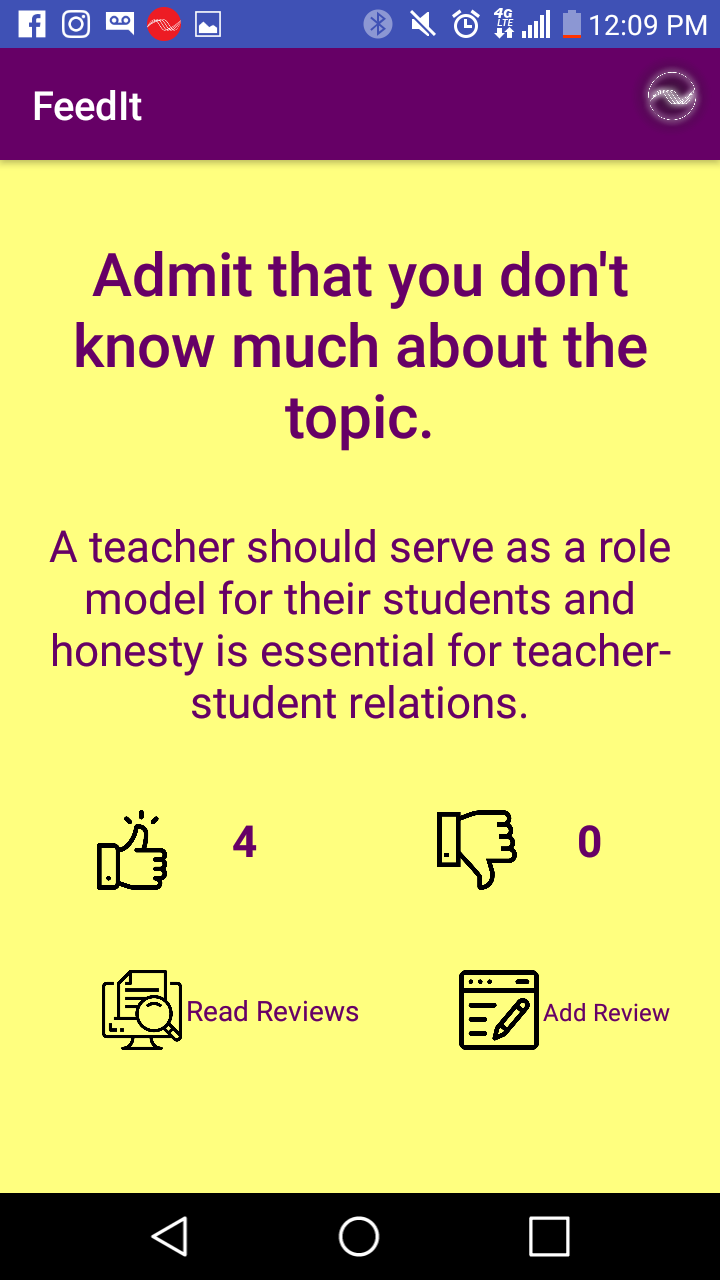 4G LTE 12:09 PM
FeedIt
Admit that you don't
know much about the
topic.
A teacher should serve as a role
model for their students and
honesty is essential for teacher-
student relations.
4 0
Read Reviews Add Review